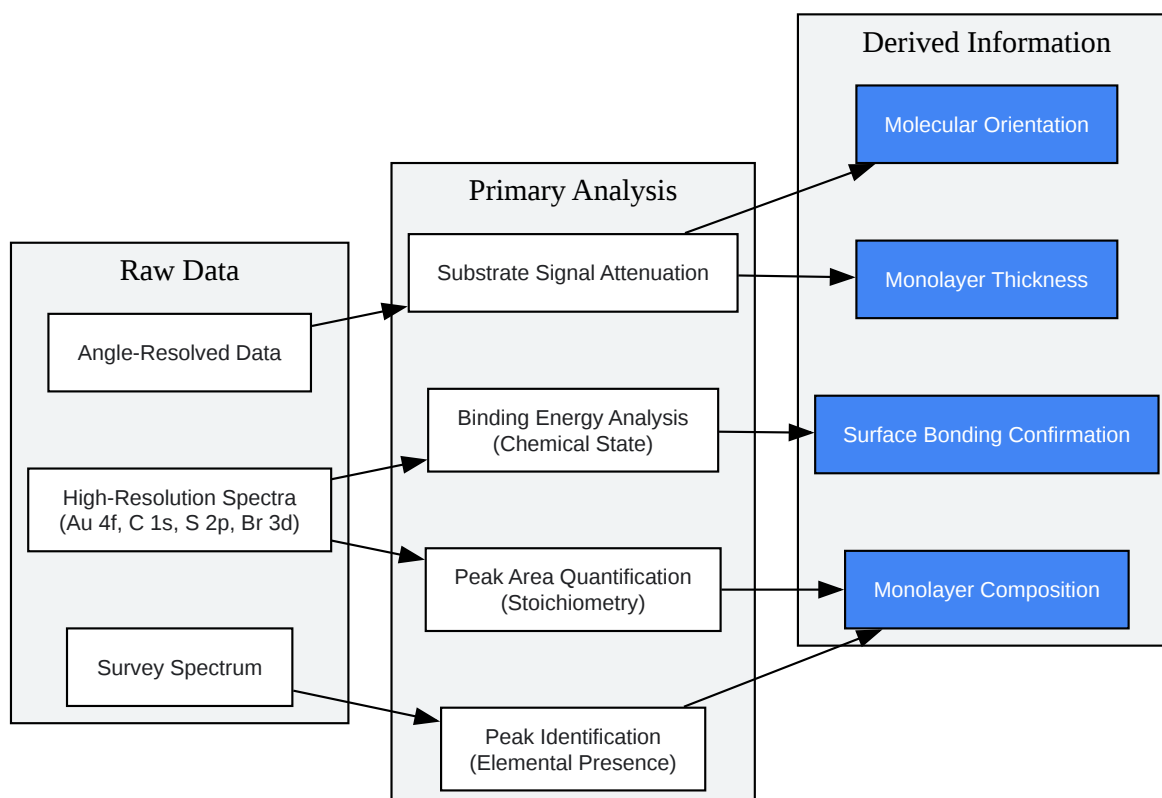 Raw Data
Angle-Resolved Data
High-Resolution Spectra
(Au 4f, C 1s, S 2p, Br 3d)
Survey Spectrum
Primary Analysis
Substrate Signal Attenuation
Binding Energy Analysis
(Chemical State)
Peak Area Quantification
(Stoichiometry)
Peak Identification
(Elemental Presence)
Derived Information
Molecular Orientation
Monolayer Thickness
Surface Bonding Confirmation
Monolayer Composition